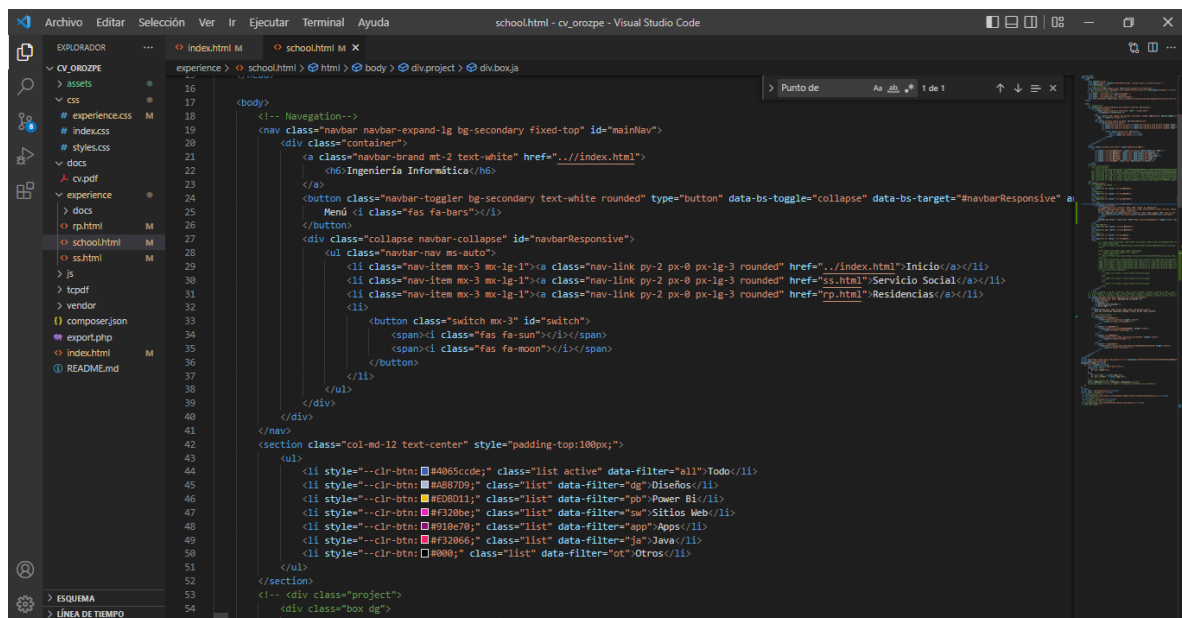 Archivo Editar Selección Ver Ir Ejecutar Terminal Ayuda school.html - cv_orozpe - Visual Studio Code
EXPLORADOR ...
CV_OROZPE
> assets
css
# experience.css M
# index.css
# styles.css
docs
cv.pdf
experience
> docs
<> rp.html M
<> school.html M
<> ss.html M
> js
> tcpdf
> vendor
{} composer.json
export.php
<> index.html M
README.md
> ESQUEMA
> LÍNEA DE TIEMPO
<> index.html M <> school.html M ×
experience > <> school.html > html > body > div.project > div.box.ja
> Punto de Aa ab .* 1 de 1
16
17 <body>
18 <!-- Navegation-->
19 <nav class="navbar navbar-expand-lg bg-secondary fixed-top" id="mainNav">
20 <div class="container">
21 <a class="navbar-brand mt-2 text-white" href="..//index.html">
22 <h6>Ingeniería Informática</h6>
23 </a>
24 <button class="navbar-toggler bg-secondary text-white rounded" type="button" data-bs-toggle="collapse" data-bs-target="#navbarResponsive"
25 Menú <i class="fas fa-bars"></i>
26 </button>
27 <div class="collapse navbar-collapse" id="navbarResponsive">
28 <ul class="navbar-nav ms-auto">
29 <li class="nav-item mx-3 mx-lg-1"><a class="nav-link py-2 px-0 px-lg-3 rounded" href="../index.html">Inicio</a></li>
30 <li class="nav-item mx-3 mx-lg-1"><a class="nav-link py-2 px-0 px-lg-3 rounded" href="ss.html">Servicio Social</a></li>
31 <li class="nav-item mx-3 mx-lg-1"><a class="nav-link py-2 px-0 px-lg-3 rounded" href="rp.html">Residencias</a></li>
32 <li>
33 <button class="switch mx-3" id="switch">
34 <span><i class="fas fa-sun"></i></span>
35 <span><i class="fas fa-moon"></i></span>
36 </button>
37 </li>
38 </ul>
39 </div>
40 </div>
41 </nav>
42 <section class="col-md-12 text-center" style="padding-top:100px;">
43 <ul>
44 <li style="--clr-btn:#4065ccde;" class="list active" data-filter="all">Todo</li>
45 <li style="--clr-btn:#ABB7D9;" class="list" data-filter="dg">Diseños</li>
46 <li style="--clr-btn:#EDBD11;" class="list" data-filter="pb">Power Bi</li>
47 <li style="--clr-btn:#f320be;" class="list" data-filter="sw">Sitios Web</li>
48 <li style="--clr-btn:#910e70;" class="list" data-filter="app">Apps</li>
49 <li style="--clr-btn:#f32066;" class="list" data-filter="ja">Java</li>
50 <li style="--clr-btn:#000;" class="list" data-filter="ot">Otros</li>
51 </ul>
52 </section>
53 <!-- <div class="project">
54 <div class="box dg">